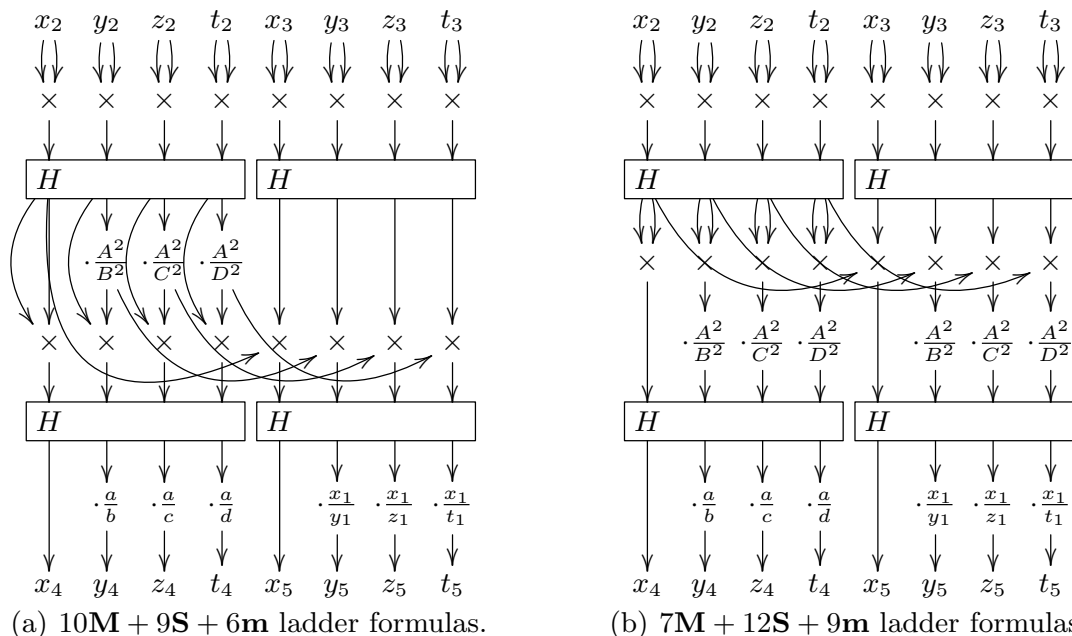 x₂ y₂ z₂ t₂ x₃ y₃ z₃ t₃ x₂ y₂ z₂ t₂ x₃ y₃ z₃ t₃
× × × × × × × × × × × × × × × ×
H H H H
· A²/B² · A²/C² · A²/D² × × × × × × × ×
× × × × × × × × · A²/B² · A²/C² · A²/D² · A²/B² · A²/C² · A²/D²
H H H H
· a/b · a/c · a/d · x₁/y₁ · x₁/z₁ · x₁/t₁ · a/b · a/c · a/d · x₁/y₁ · x₁/z₁ · x₁/t₁
x₄ y₄ z₄ t₄ x₅ y₅ z₅ t₅ x₄ y₄ z₄ t₄ x₅ y₅ z₅ t₅
(a) 10M + 9S + 6m ladder formulas. (b) 7M + 12S + 9m ladder formulas